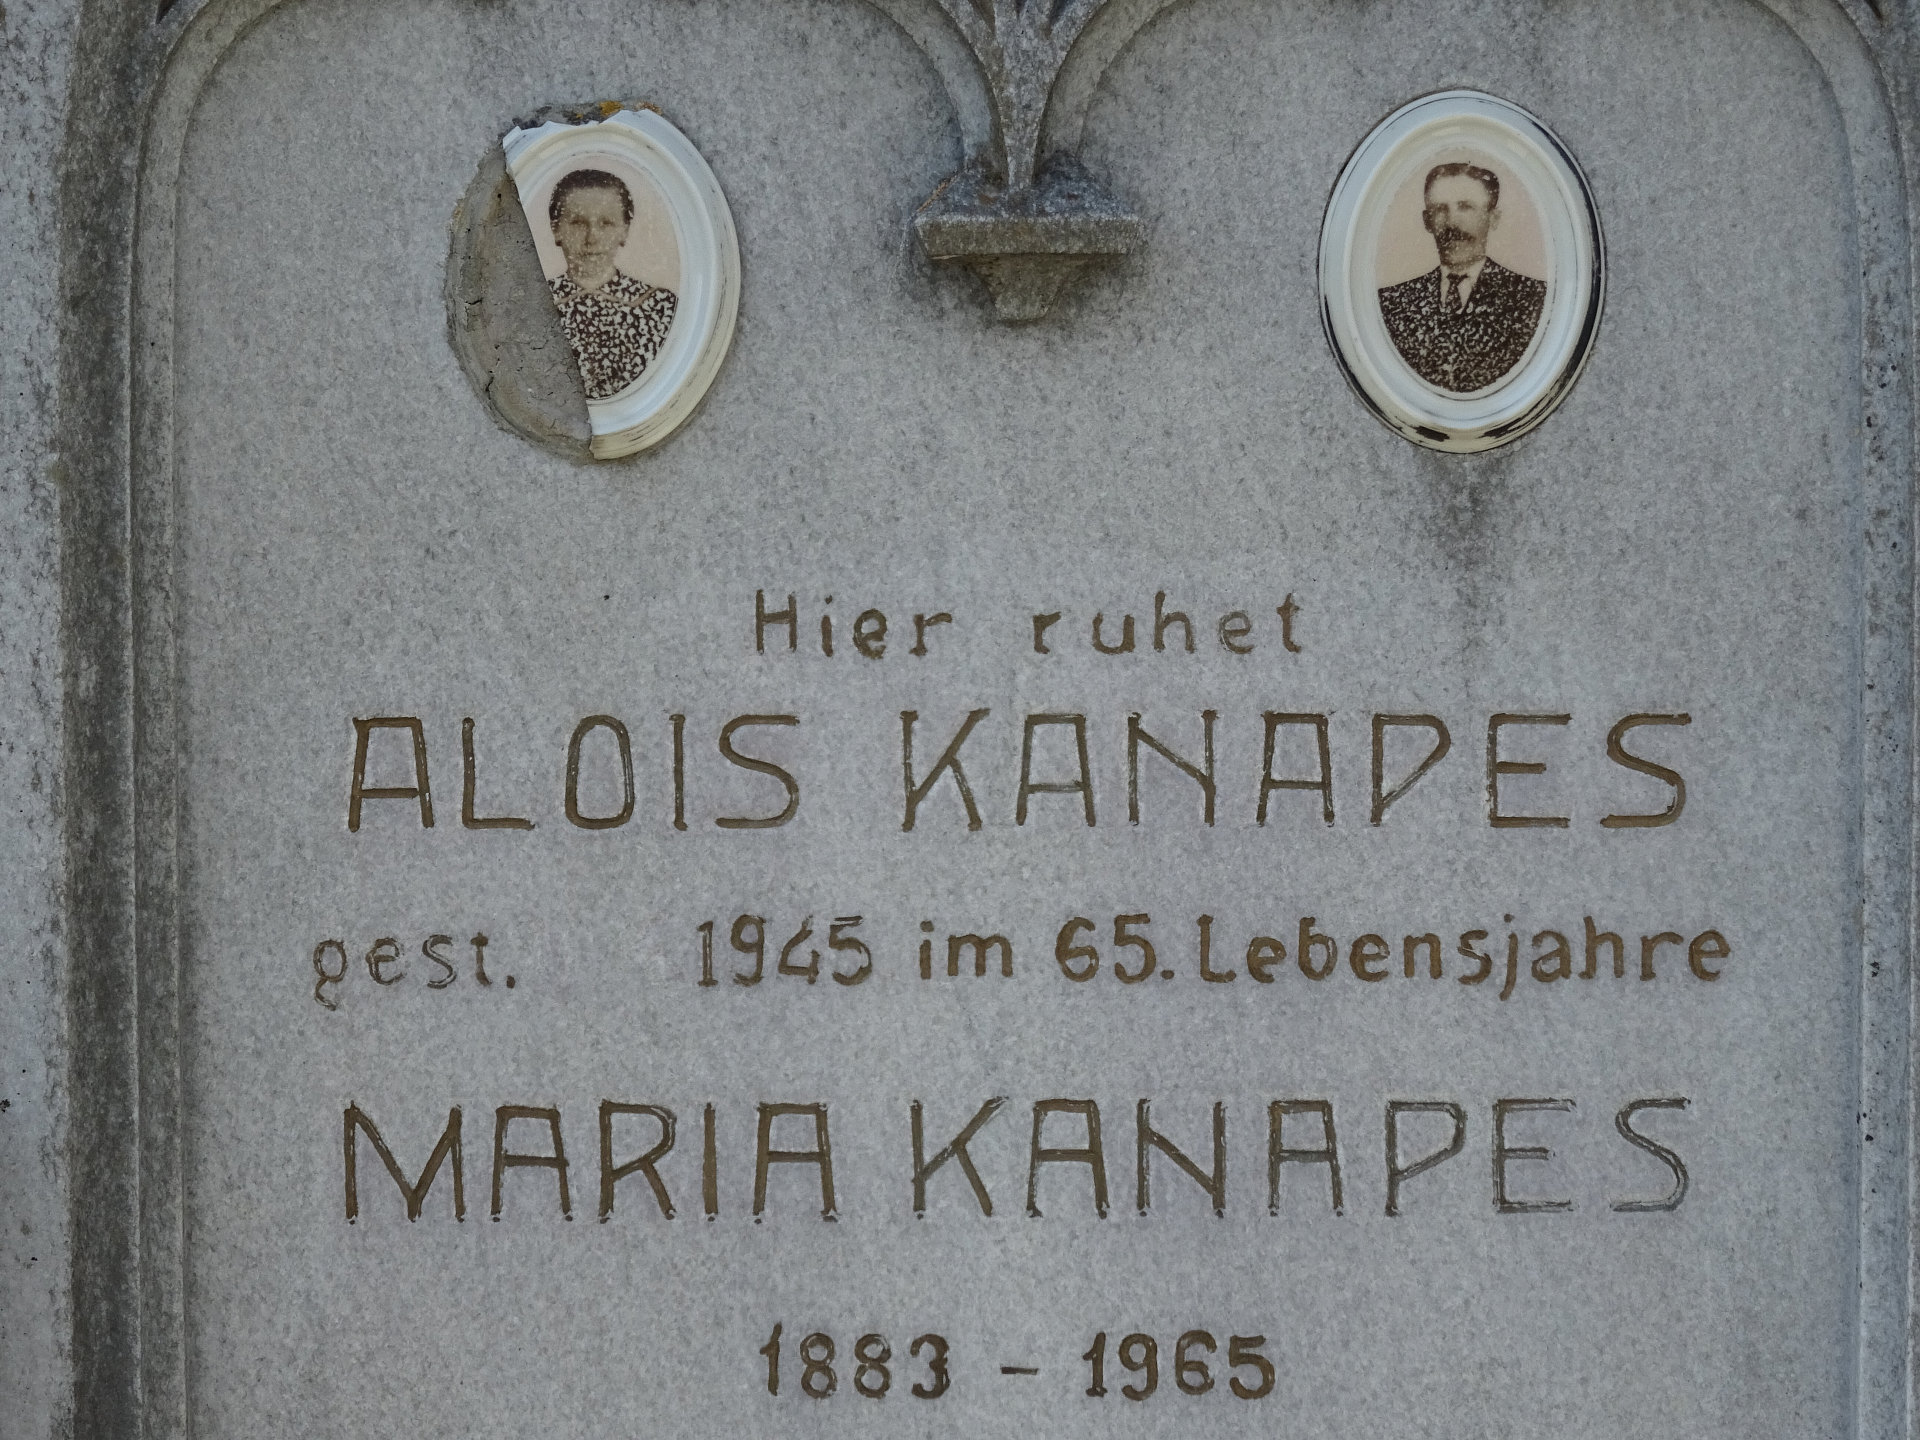 Hier ruhet
ALOIS KANAPES
gest. 1945 im 65. Lebensjahre
MARIA KANAPES
1883 - 1965